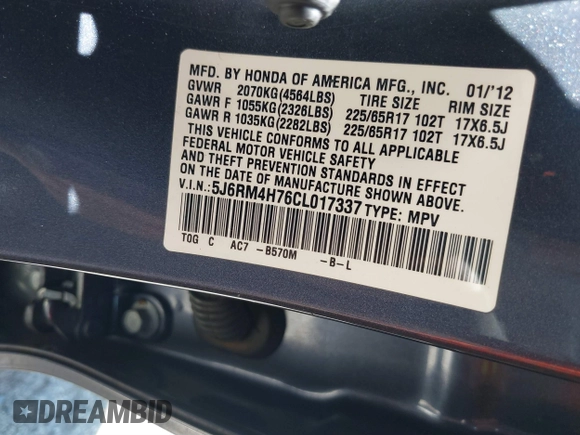 MFD. BY HONDA OF AMERICA MFG., INC. 01/'12
GVWR 2070KG(4564LBS) TIRE SIZE RIM SIZE
GAWR F 1055KG(2326LBS) 225/65R17 102T 17X6.5J
GAWR R 1035KG(2282LBS) 225/65R17 102T 17X6.5J
THIS VEHICLE CONFORMS TO ALL APPLICABLE
FEDERAL MOTOR VEHICLE SAFETY
AND THEFT PREVENTION STANDARDS IN EFFECT
ON THE DATE OF MANUFACTURE SHOWN ABOVE.
V.I.N.:5J6RM4H76CL017337 TYPE: MPV
TOG C AC7 -B570M -B-L
DREAMBID